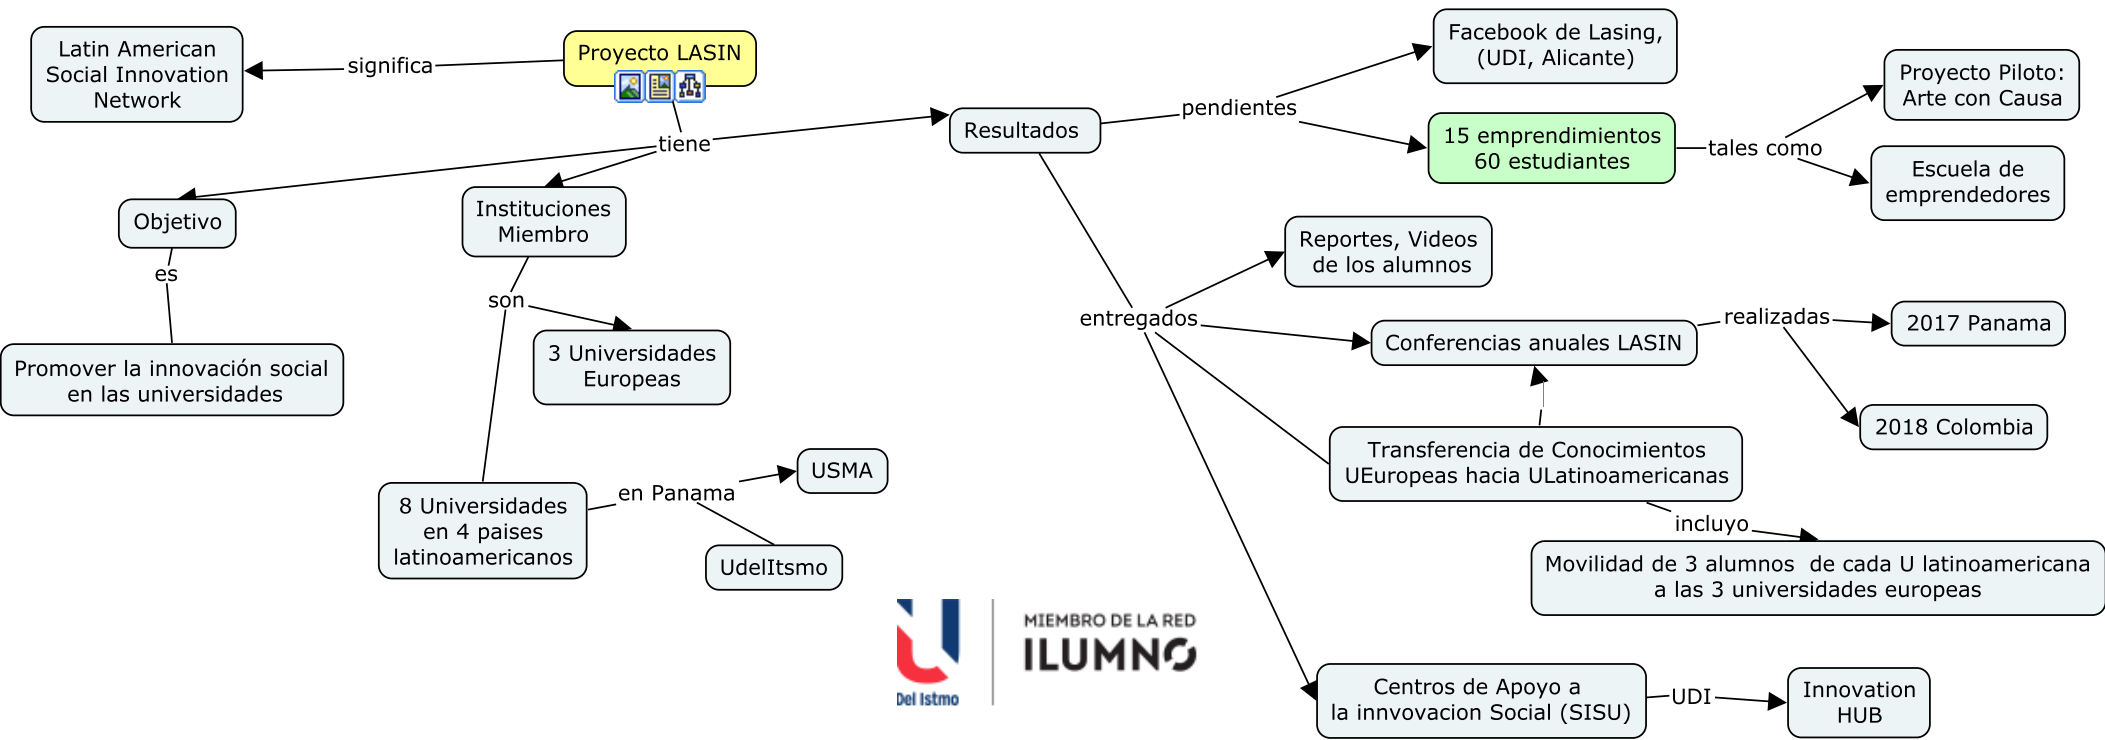 Latin American
Social Innovation
Network
significa
Proyecto LASIN
tiene
Objetivo
es
Promover la innovación social
en las universidades
Instituciones
Miembro
son
3 Universidades
Europeas
8 Universidades
en 4 paises
latinoamericanos
en Panama
USMA
UdelItsmo
Resultados
pendientes
Facebook de Lasing,
(UDI, Alicante)
15 emprendimientos
60 estudiantes
tales como
Proyecto Piloto:
Arte con Causa
Escuela de
emprendedores
entregados
Reportes, Videos
de los alumnos
Conferencias anuales LASIN
realizadas
2017 Panama
2018 Colombia
Transferencia de Conocimientos
UEuropeas hacia ULatinoamericanas
incluyo
Movilidad de 3 alumnos  de cada U latinoamericana
a las 3 universidades europeas
Centros de Apoyo a
la innvovacion Social (SISU)
UDI
Innovation
HUB
Del Istmo
MIEMBRO DE LA RED
ILUMNO